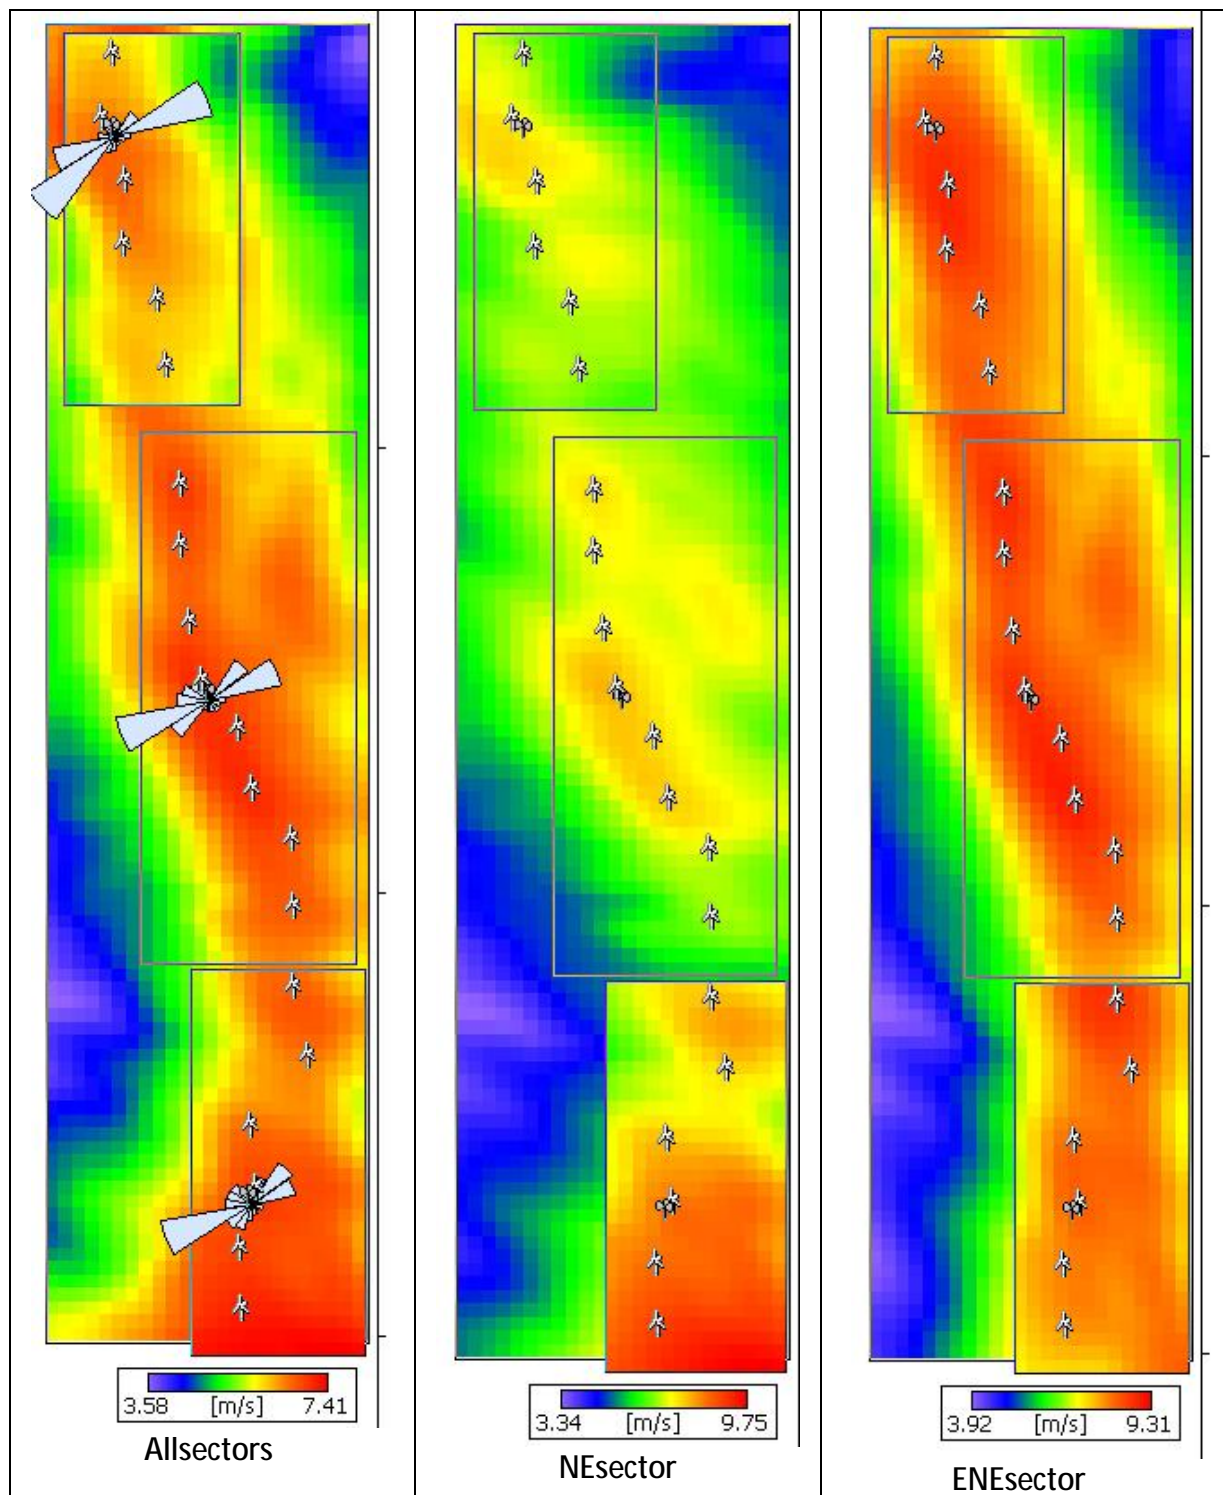 3.58 [m/s] 7.41
Allsectors
3.34 [m/s] 9.75
NEsector
3.92 [m/s] 9.31
ENEsector